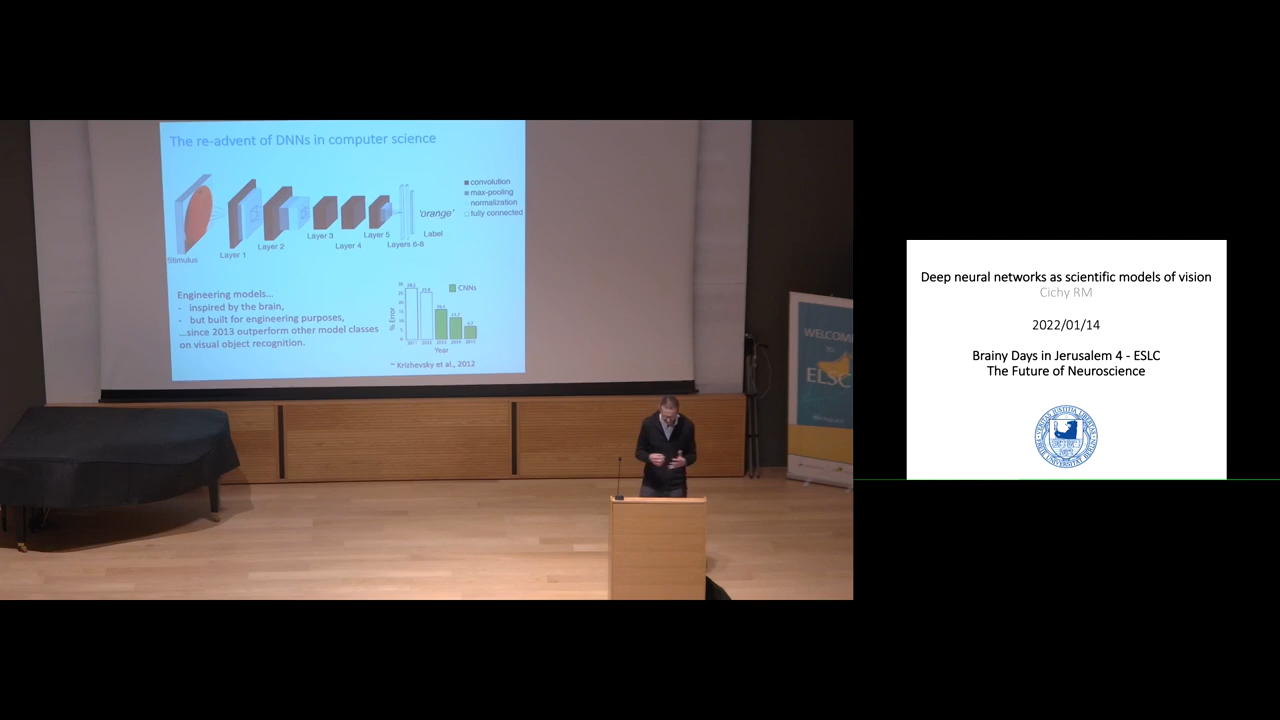 The re-advent of DNNs in computer science
convolution
max-pooling
normalization
fully connected
'orange'
Label
Stimulus
Layer 1
Layer 2
Layer 3
Layer 4
Layer 5
Layers 6-8
Engineering models...
- inspired by the brain,
- but built for engineering purposes,
...since 2013 outperform other model classes
on visual object recognition.
CNNs
% Error
Year
~ Krizhevsky et al., 2012
WELCOME
TO
ELSC
Deep neural networks as scientific models of vision
Cichy RM
2022/01/14
Brainy Days in Jerusalem 4 - ESLC
The Future of Neuroscience